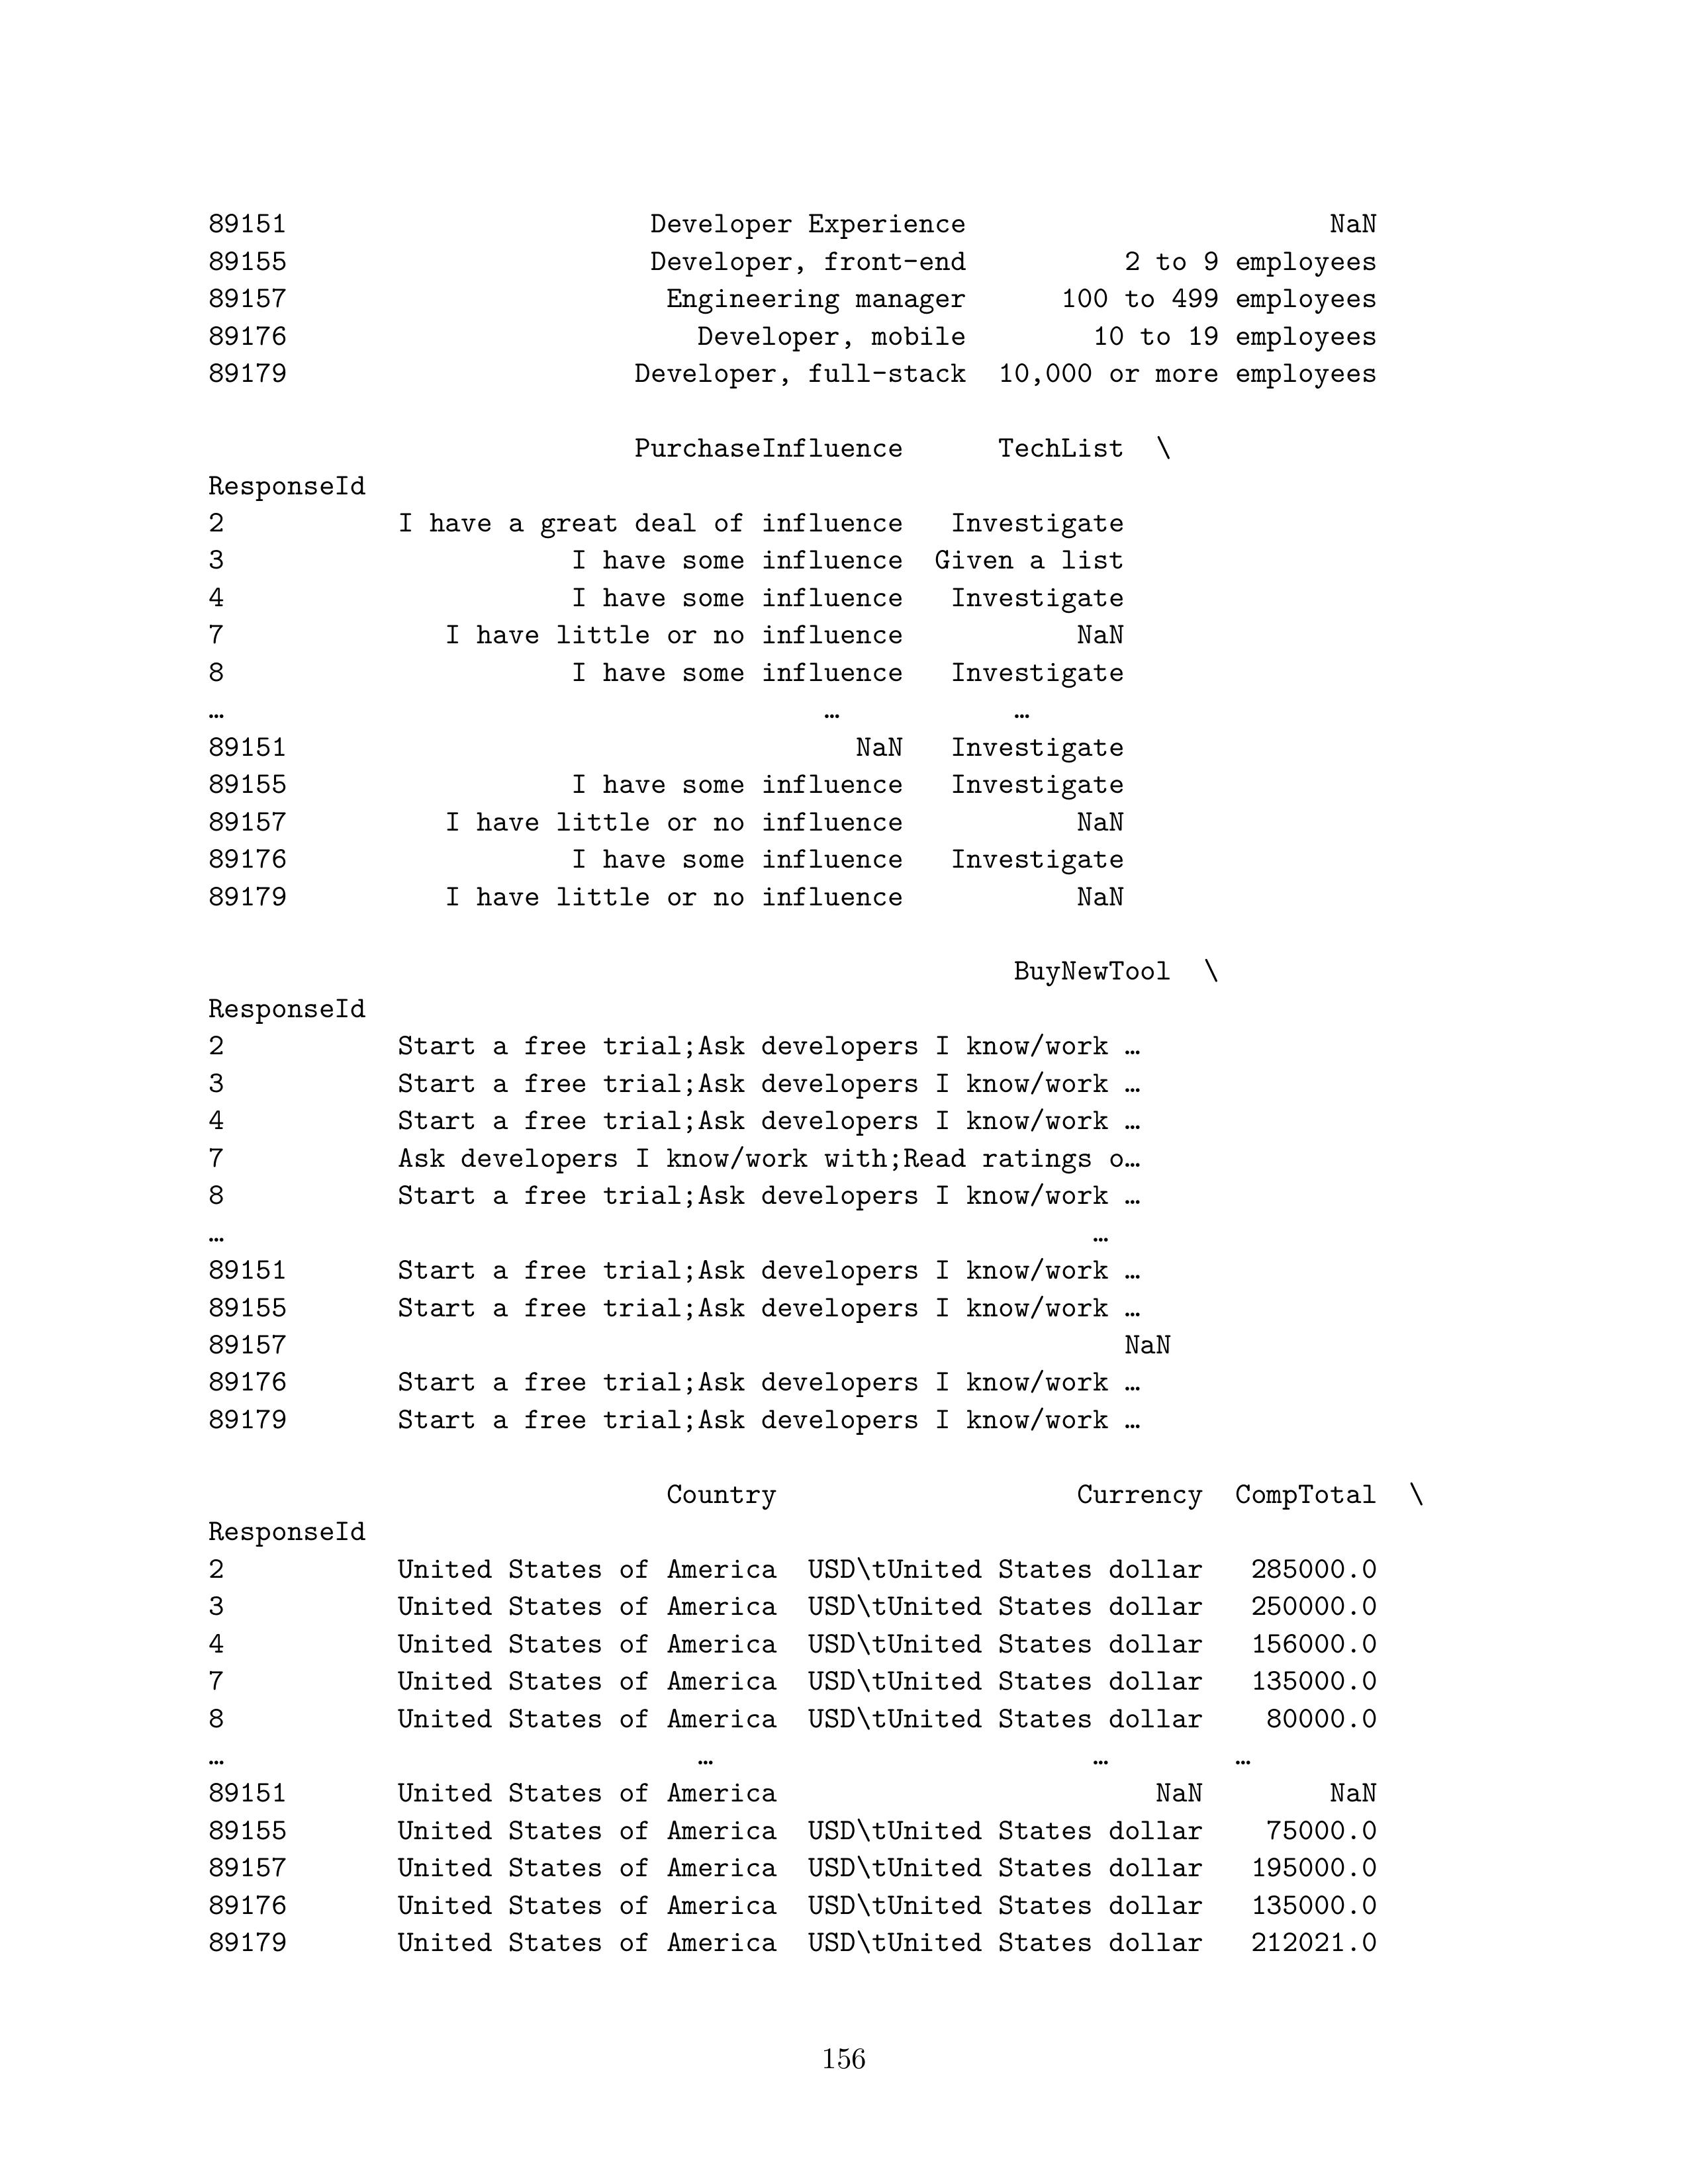 89151 Developer Experience NaN
89155 Developer, front-end 2 to 9 employees
89157 Engineering manager 100 to 499 employees
89176 Developer, mobile 10 to 19 employees
89179 Developer, full-stack 10,000 or more employees
PurchaseInfluence TechList \
ResponseId
2 I have a great deal of influence Investigate
3 I have some influence Given a list
4 I have some influence Investigate
7 I have little or no influence NaN
8 I have some influence Investigate
… … …
89151 NaN Investigate
89155 I have some influence Investigate
89157 I have little or no influence NaN
89176 I have some influence Investigate
89179 I have little or no influence NaN
BuyNewTool \
ResponseId
2 Start a free trial;Ask developers I know/work …
3 Start a free trial;Ask developers I know/work …
4 Start a free trial;Ask developers I know/work …
7 Ask developers I know/work with;Read ratings o…
8 Start a free trial;Ask developers I know/work …
… …
89151 Start a free trial;Ask developers I know/work …
89155 Start a free trial;Ask developers I know/work …
89157 NaN
89176 Start a free trial;Ask developers I know/work …
89179 Start a free trial;Ask developers I know/work …
Country Currency CompTotal \
ResponseId
2 United States of America USD\tUnited States dollar 285000.0
3 United States of America USD\tUnited States dollar 250000.0
4 United States of America USD\tUnited States dollar 156000.0
7 United States of America USD\tUnited States dollar 135000.0
8 United States of America USD\tUnited States dollar 80000.0
… … … …
89151 United States of America NaN NaN
89155 United States of America USD\tUnited States dollar 75000.0
89157 United States of America USD\tUnited States dollar 195000.0
89176 United States of America USD\tUnited States dollar 135000.0
89179 United States of America USD\tUnited States dollar 212021.0
156